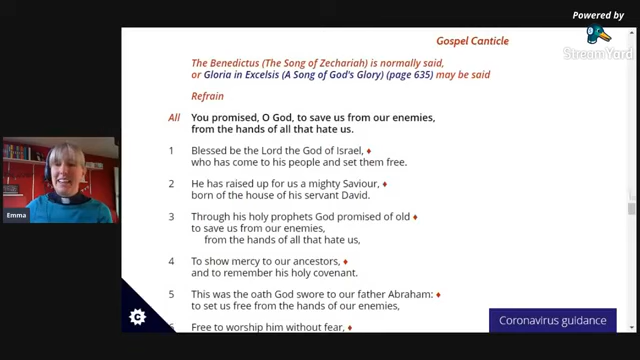 Powered by
StreamYard
Gospel Canticle
The Benedictus (The Song of Zechariah) is normally said,
or Gloria in Excelsis (A Song of God's Glory) (page 635) may be said
Refrain
All You promised, O God, to save us from our enemies,
from the hands of all that hate us.
1 Blessed be the Lord the God of Israel, ♦
who has come to his people and set them free.
2 He has raised up for us a mighty Saviour, ♦
born of the house of his servant David.
3 Through his holy prophets God promised of old ♦
to save us from our enemies,
from the hands of all that hate us,
4 To show mercy to our ancestors, ♦
and to remember his holy covenant.
5 This was the oath God swore to our father Abraham: ♦
to set us free from the hands of our enemies,
6 Free to worship him without fear, ♦
Emma
C
Coronavirus guidance